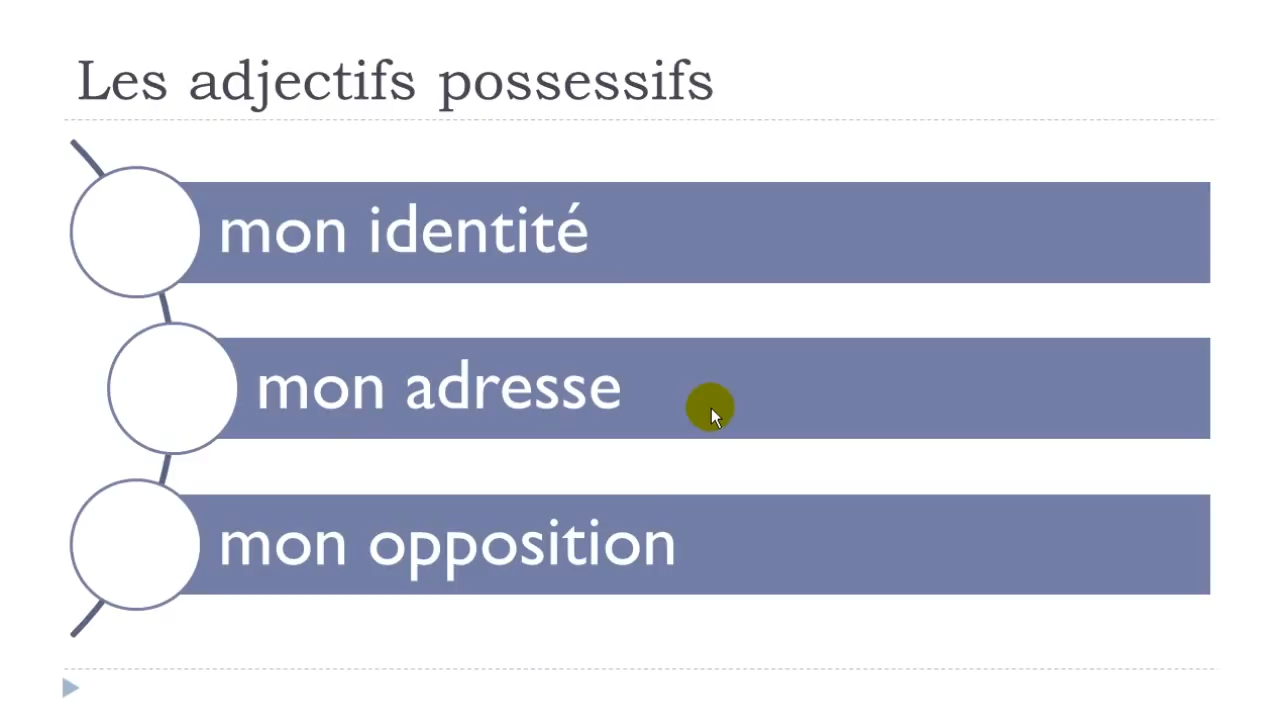 Les adjectifs possessifs
mon identité
mon adresse
mon opposition